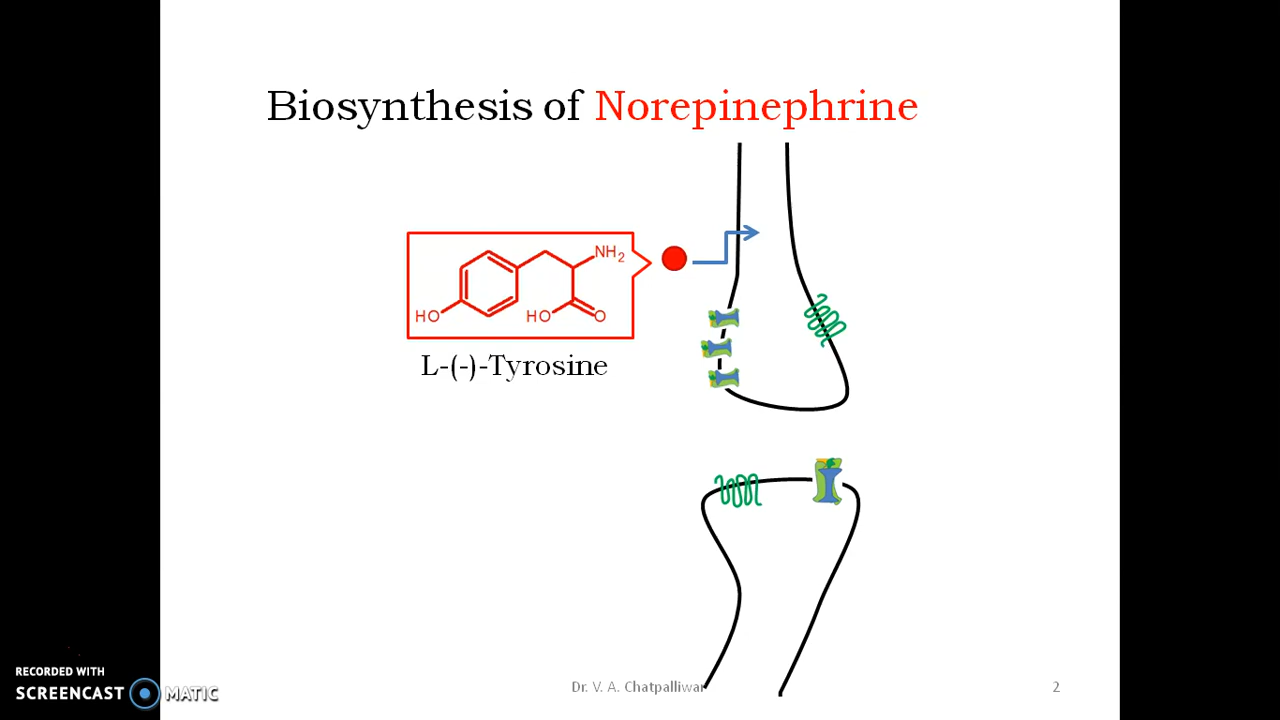 Biosynthesis of Norepinephrine
NH2
HO
HO
O
L-(-)-Tyrosine
RECORDED WITH
SCREENCAST MATIC
Dr. V. A. Chatpalliwar
2